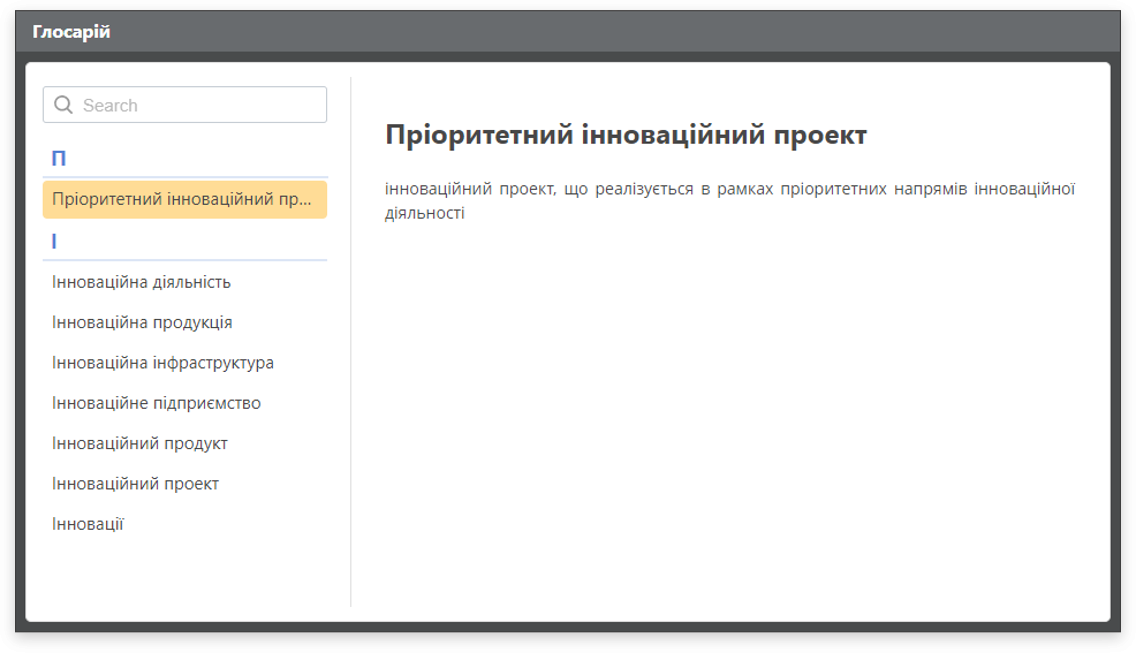 Глосарій
Search
П
Пріоритетний інноваційний пр...
І
Інноваційна діяльність
Інноваційна продукція
Інноваційна інфраструктура
Інноваційне підприємство
Інноваційний продукт
Інноваційний проект
Інновації
Пріоритетний інноваційний проект
інноваційний проект, що реалізується в рамках пріоритетних напрямів інноваційної
діяльності